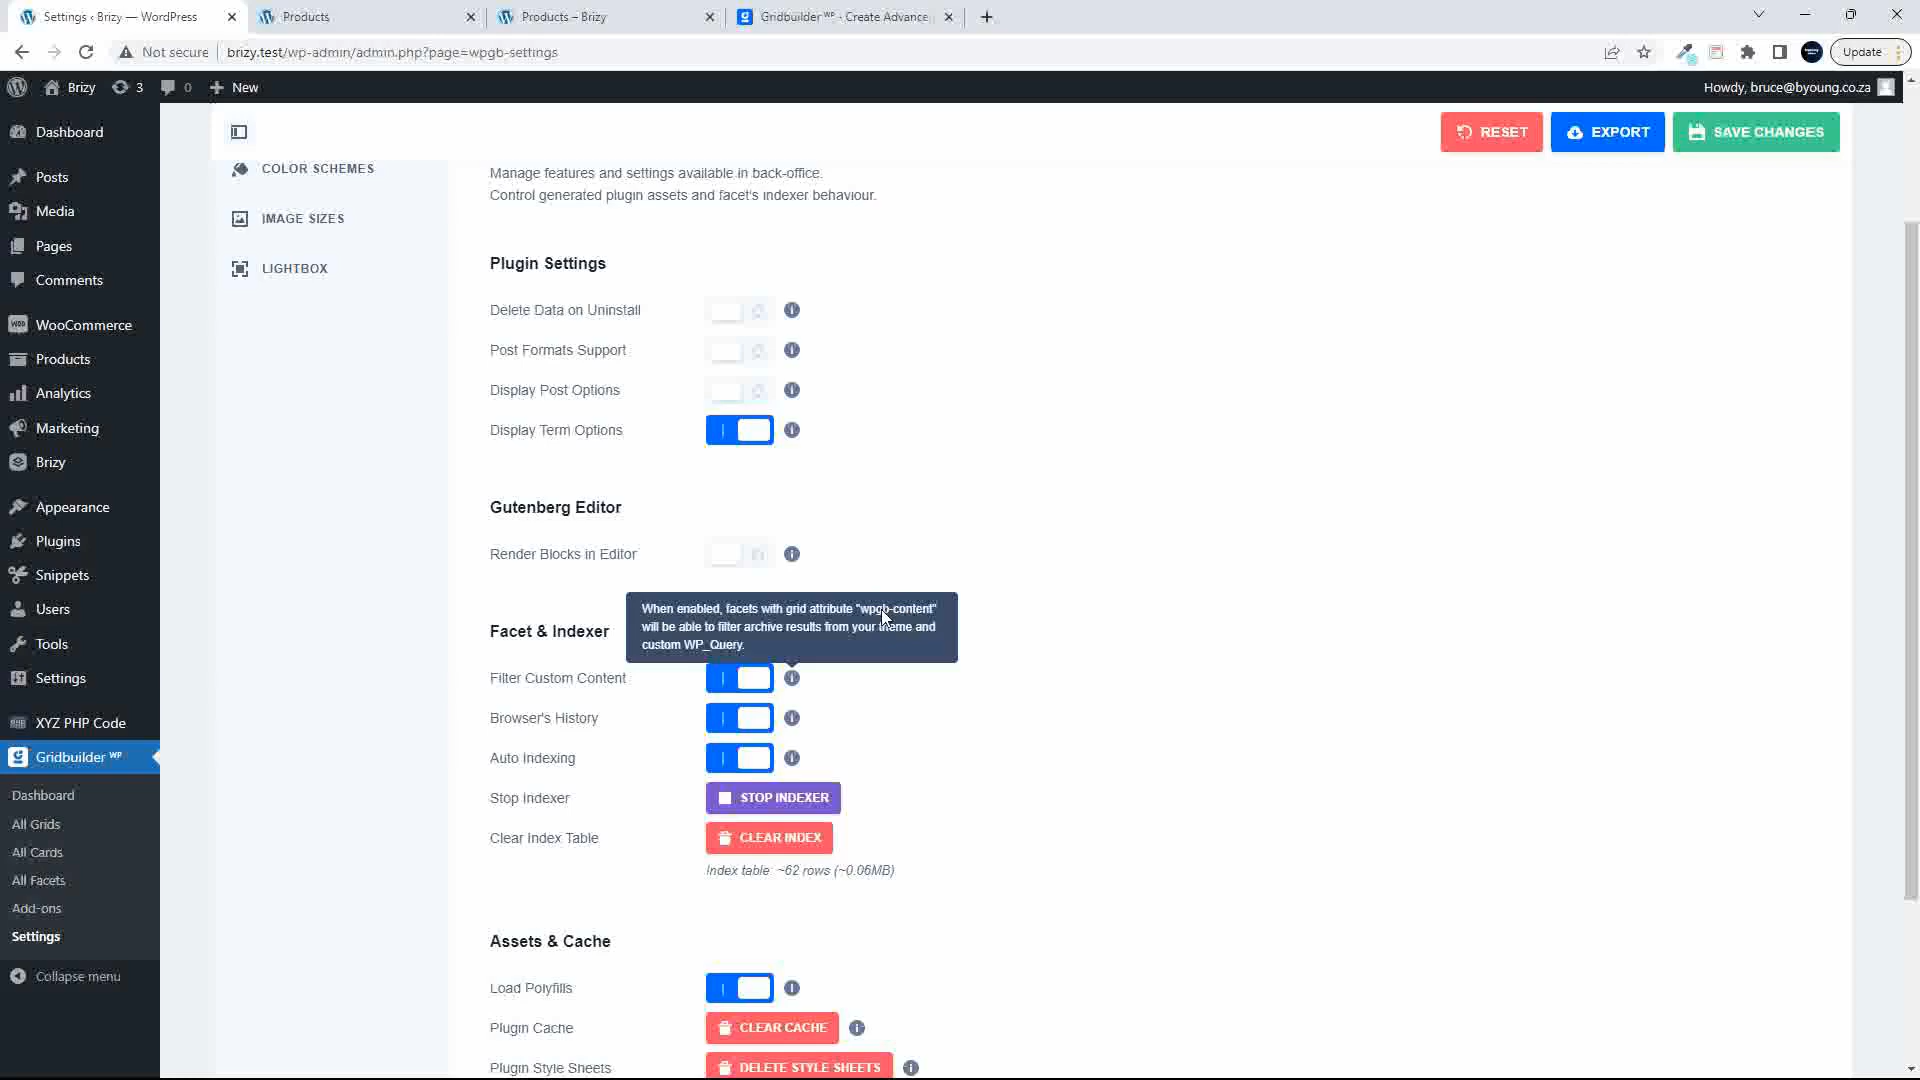 Settings ‹ Brizy — WordPress
Products
Products – Brizy
Gridbuilder ᵂᴾ - Create Advance
Not secure
brizy.test/wp-admin/admin.php?page=wpgb-settings
Update
Brizy
3
0
New
Howdy, bruce@byoung.co.za
Dashboard
Posts
Media
Pages
Comments
WooCommerce
Products
Analytics
Marketing
Brizy
Appearance
Plugins
Snippets
Users
Tools
Settings
XYZ PHP Code
Gridbuilder ᵂᴾ
Dashboard
All Grids
All Cards
All Facets
Add-ons
Settings
Collapse menu
RESET
EXPORT
SAVE CHANGES
COLOR SCHEMES
IMAGE SIZES
LIGHTBOX
Manage features and settings available in back-office.
Control generated plugin assets and facet's indexer behaviour.
Plugin Settings
Delete Data on Uninstall
Post Formats Support
Display Post Options
Display Term Options
Gutenberg Editor
Render Blocks in Editor
When enabled, facets with grid attribute "wpgb-content"
will be able to filter archive results from your theme and
custom WP_Query.
Facet & Indexer
Filter Custom Content
Browser's History
Auto Indexing
Stop Indexer
STOP INDEXER
Clear Index Table
CLEAR INDEX
Index table: ~62 rows (~0.06MB)
Assets & Cache
Load Polyfills
Plugin Cache
CLEAR CACHE
Plugin Style Sheets
DELETE STYLE SHEETS